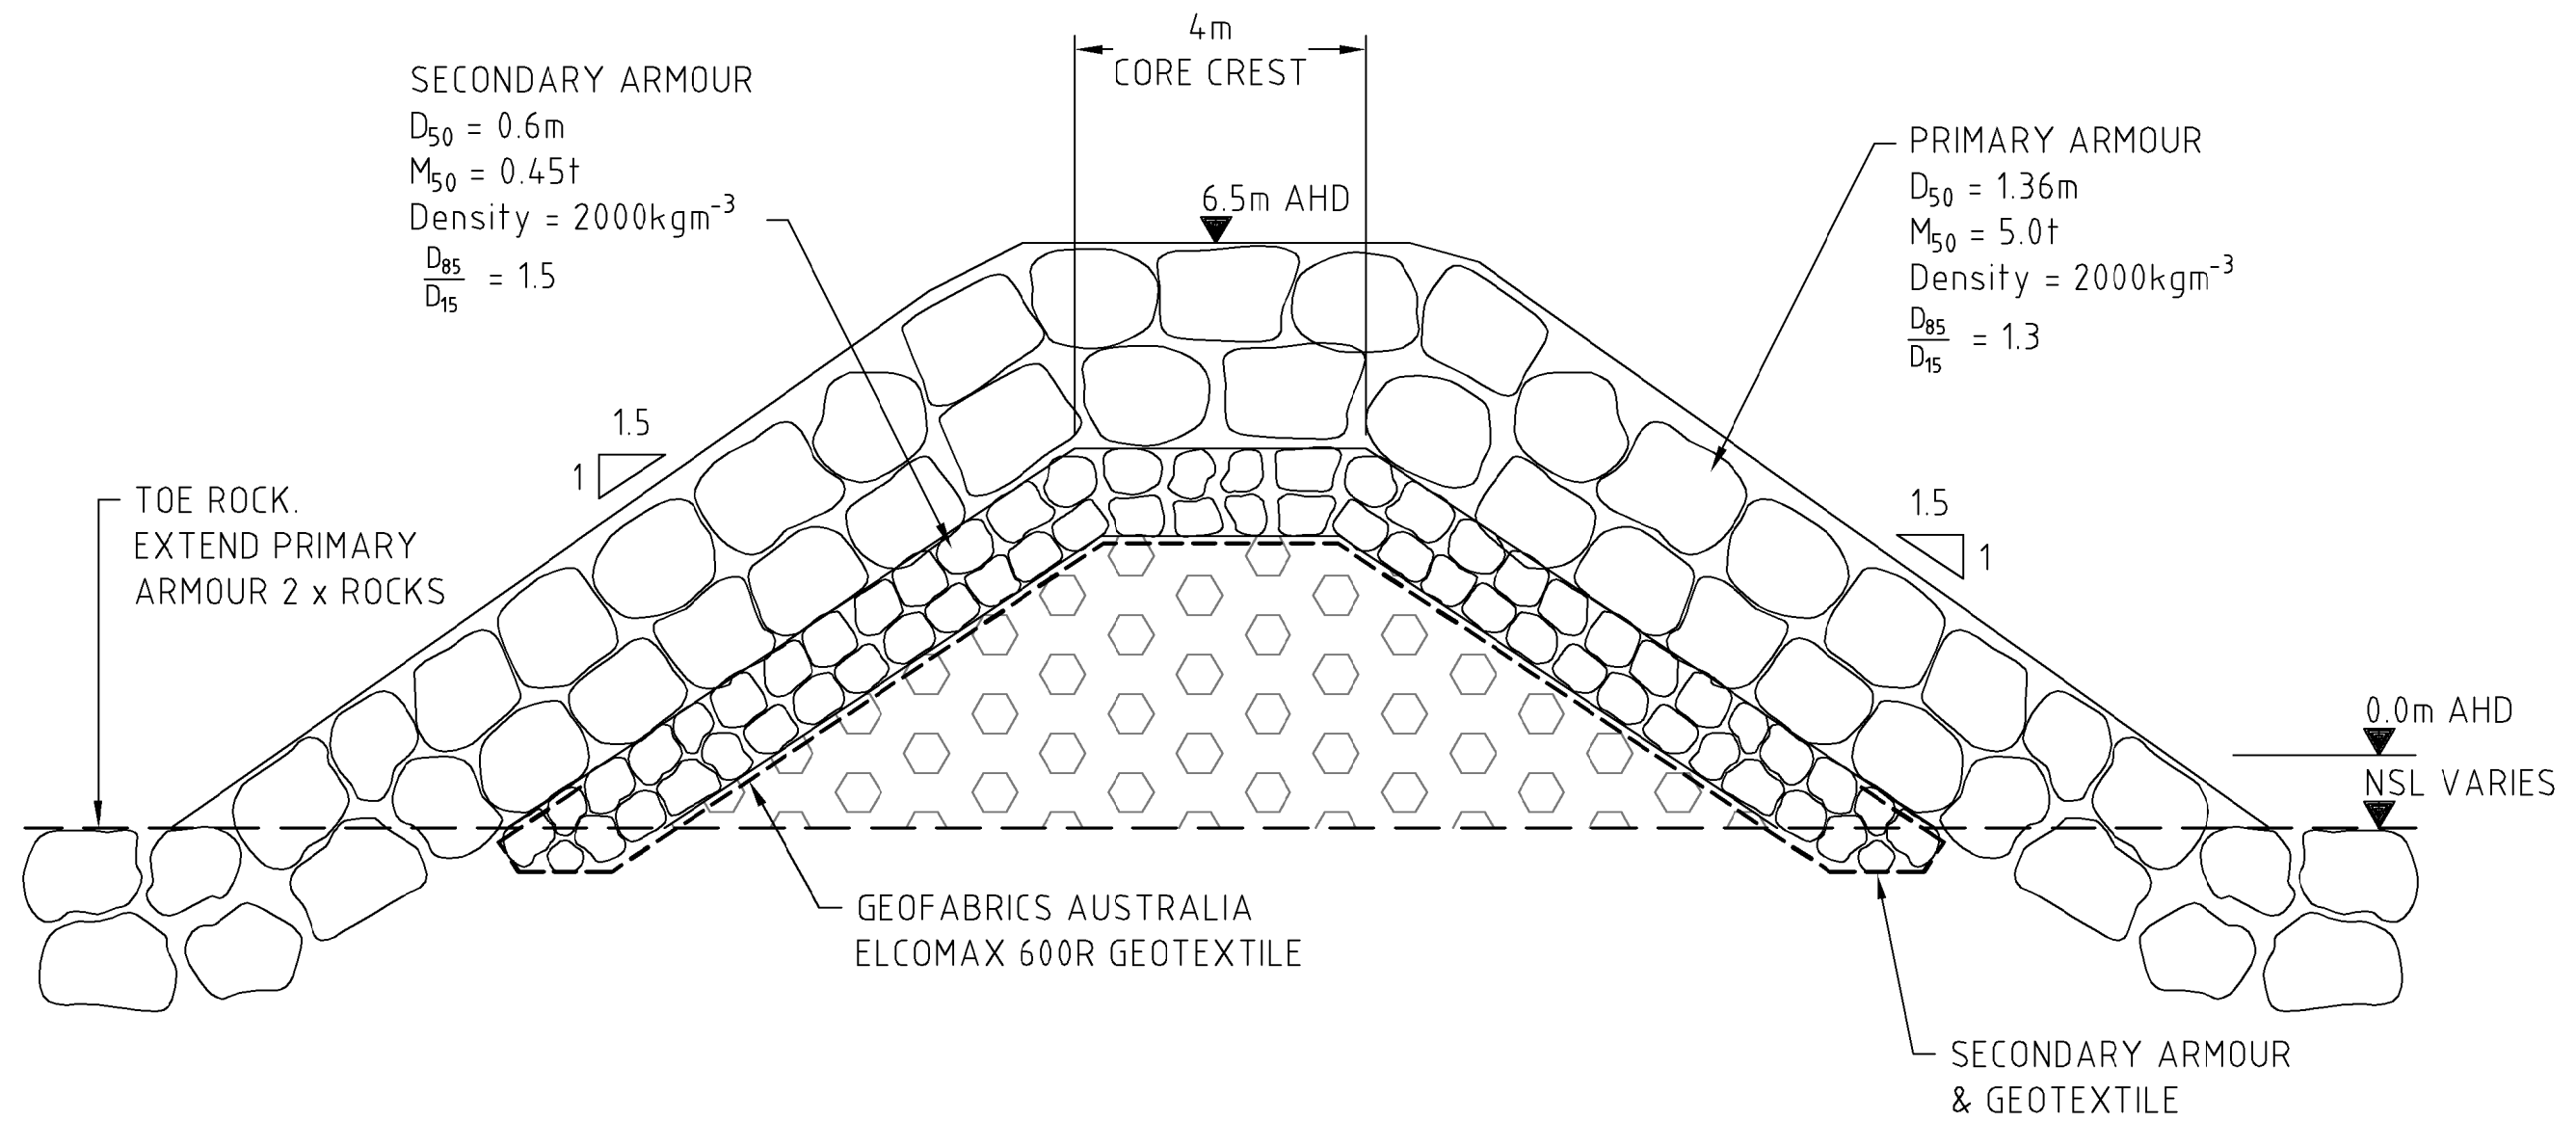 4m
CORE CREST
SECONDARY ARMOUR
D50 = 0.6m
M50 = 0.45t
Density = 2000kgm-3
D85
D15
= 1.5
PRIMARY ARMOUR
D50 = 1.36m
M50 = 5.0t
Density = 2000kgm-3
D85
D15
= 1.3
6.5m AHD
1.5
1
TOE ROCK.
EXTEND PRIMARY
ARMOUR 2 x ROCKS
1.5
1
0.0m AHD
NSL VARIES
GEOFABRICS AUSTRALIA
ELCOMAX 600R GEOTEXTILE
SECONDARY ARMOUR
& GEOTEXTILE